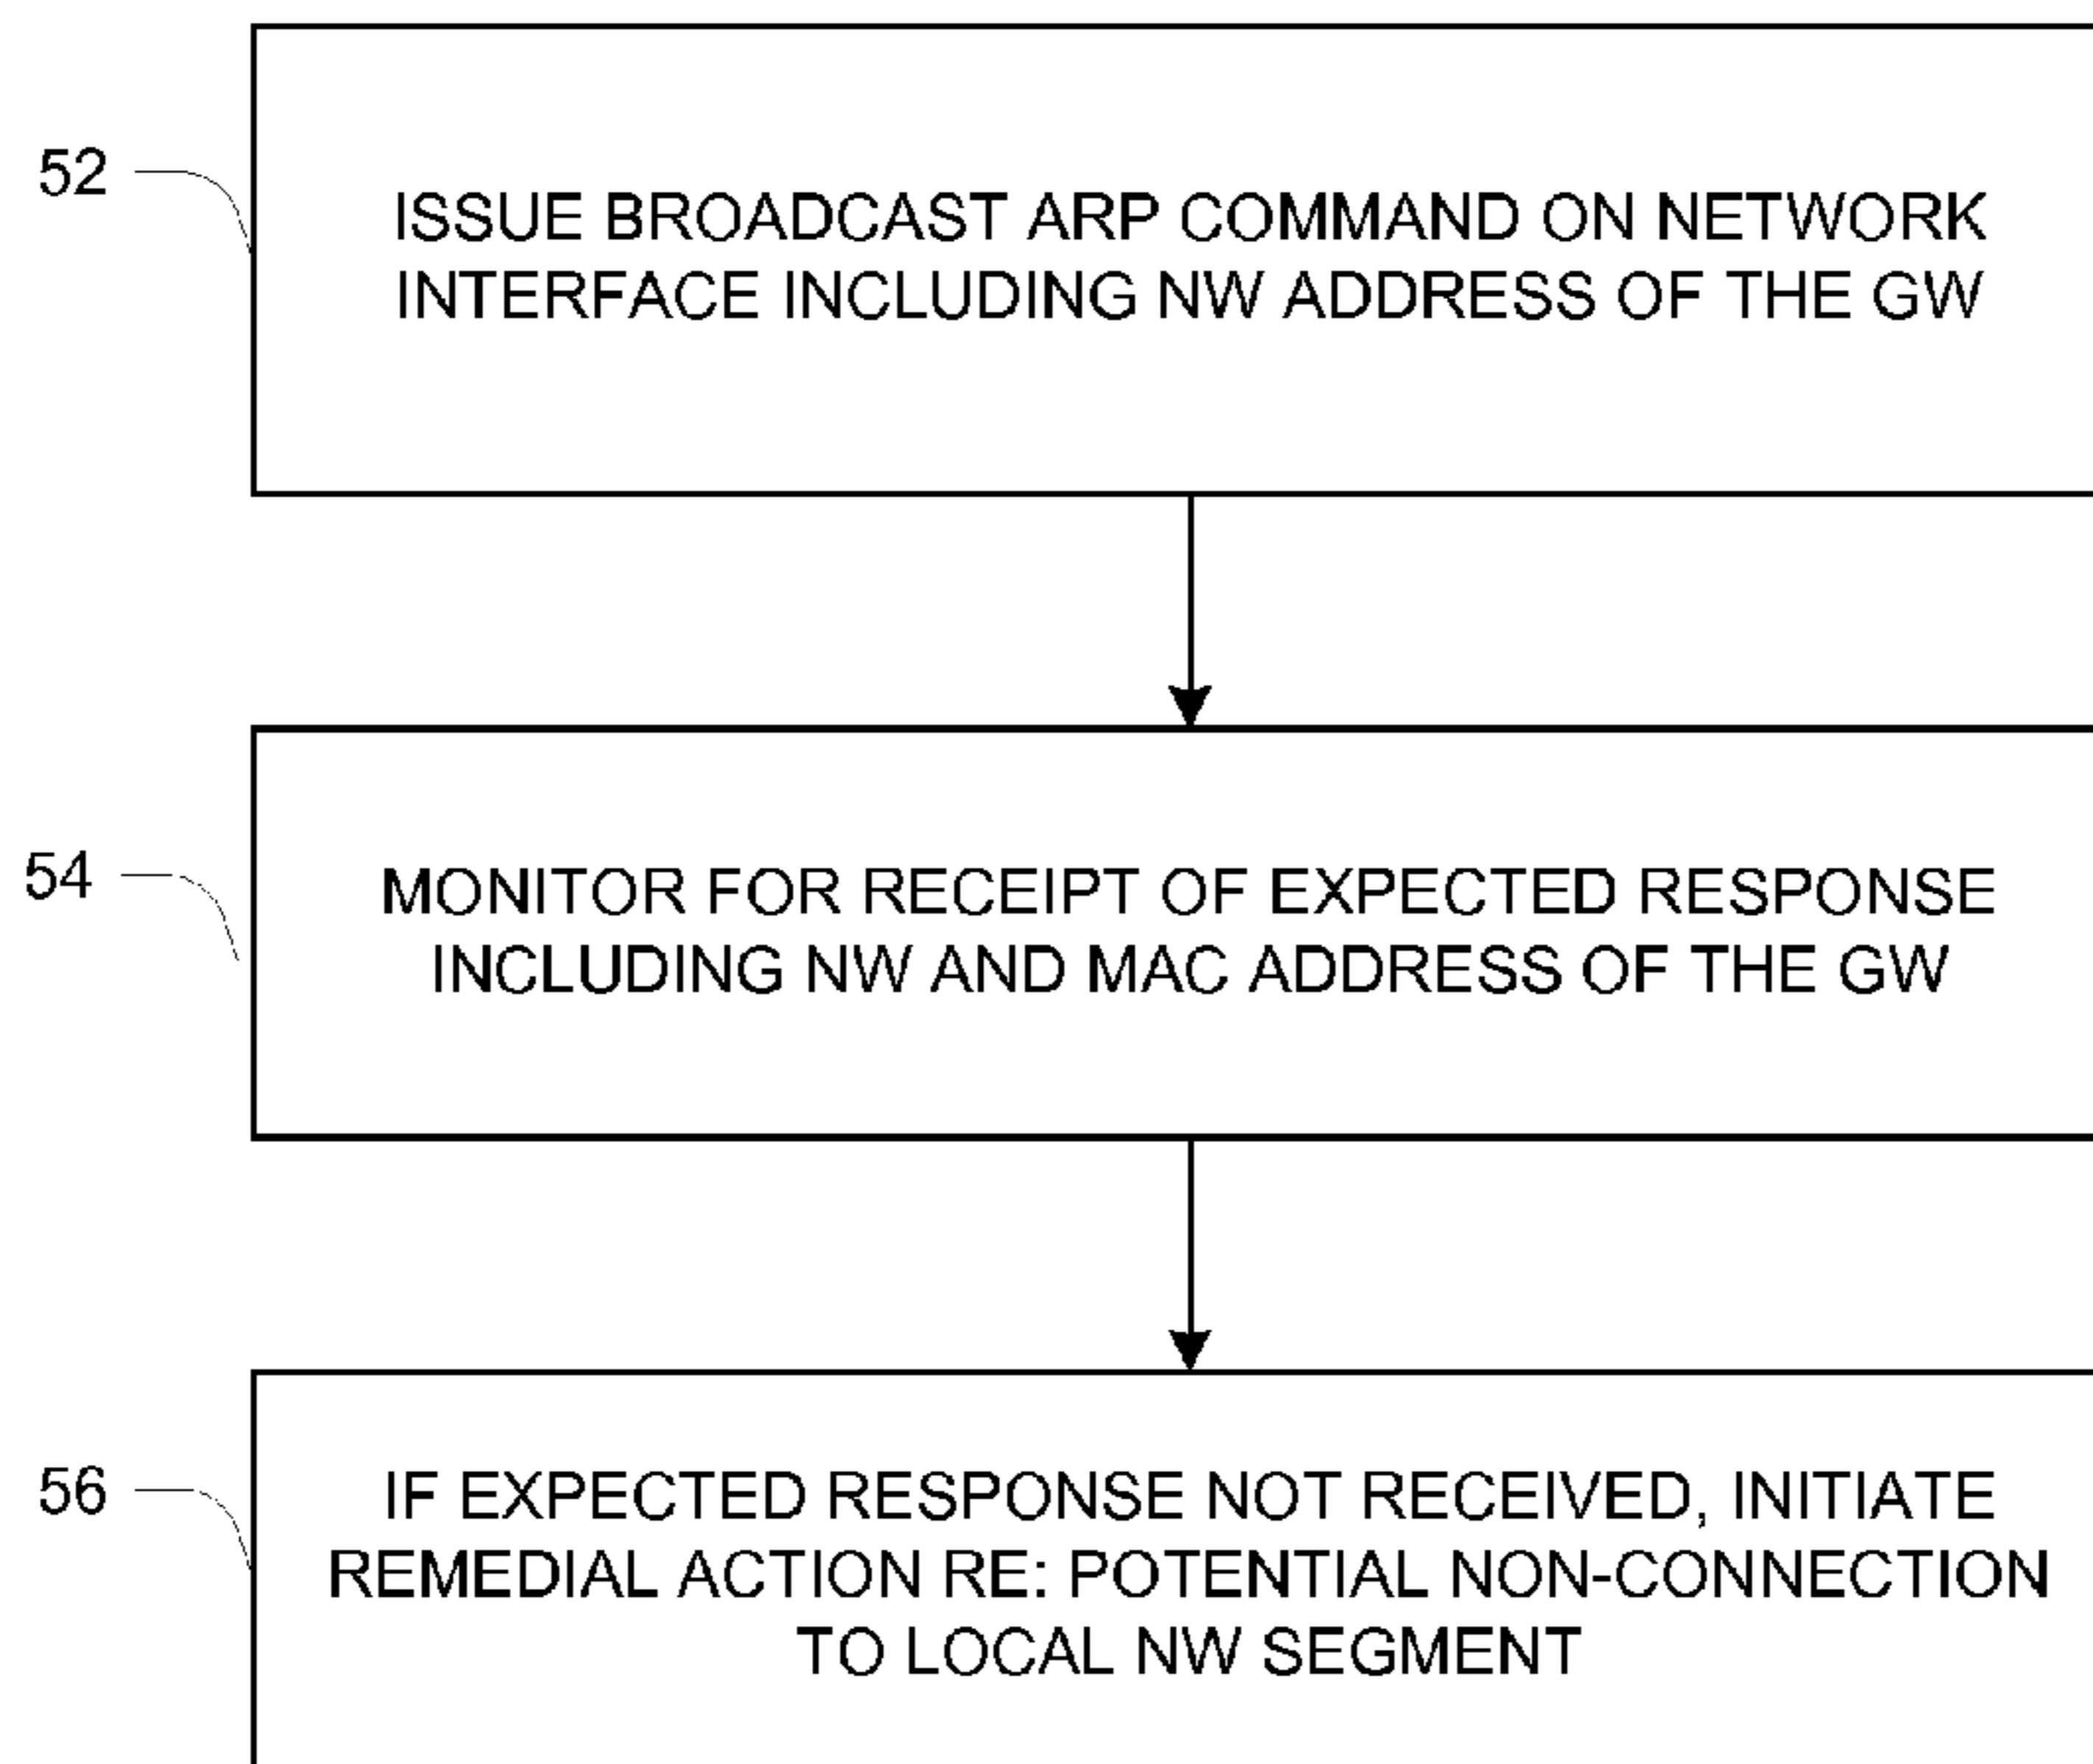 52
ISSUE BROADCAST ARP COMMAND ON NETWORK
INTERFACE INCLUDING NW ADDRESS OF THE GW
54
MONITOR FOR RECEIPT OF EXPECTED RESPONSE
INCLUDING NW AND MAC ADDRESS OF THE GW
56
IF EXPECTED RESPONSE NOT RECEIVED, INITIATE
REMEDIAL ACTION RE: POTENTIAL NON-CONNECTION
TO LOCAL NW SEGMENT